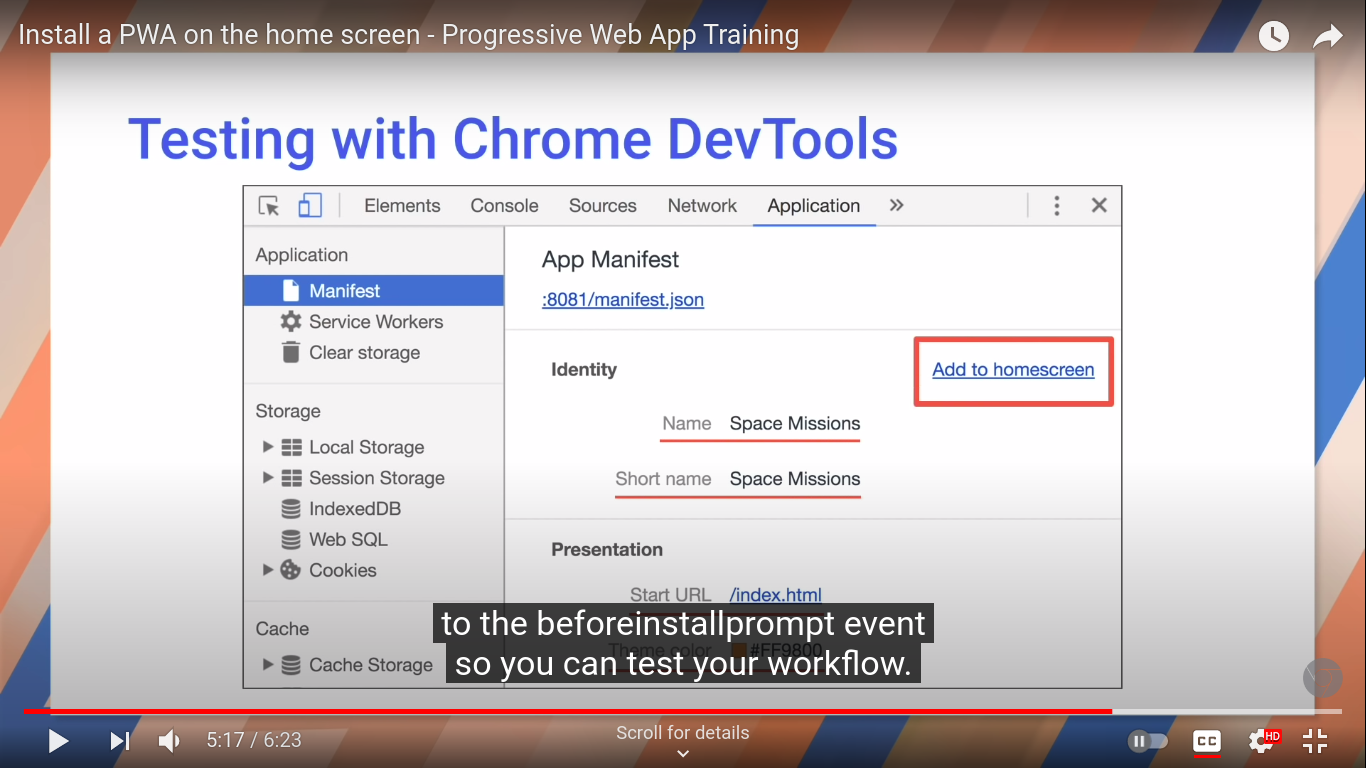 Install a PWA on the home screen - Progressive Web App Training
Testing with Chrome DevTools
Elements Console Sources Network Application »
Application
Manifest
Service Workers
Clear storage
Storage
Local Storage
Session Storage
IndexedDB
Web SQL
Cookies
Cache
Cache Storage
App Manifest
:8081/manifest.json
Identity
Add to homescreen
Name Space Missions
Short name Space Missions
Presentation
Start URL /index.html
Theme color #FF9800
to the beforeinstallprompt event
so you can test your workflow.
5:17 / 6:23
Scroll for details
CC
HD